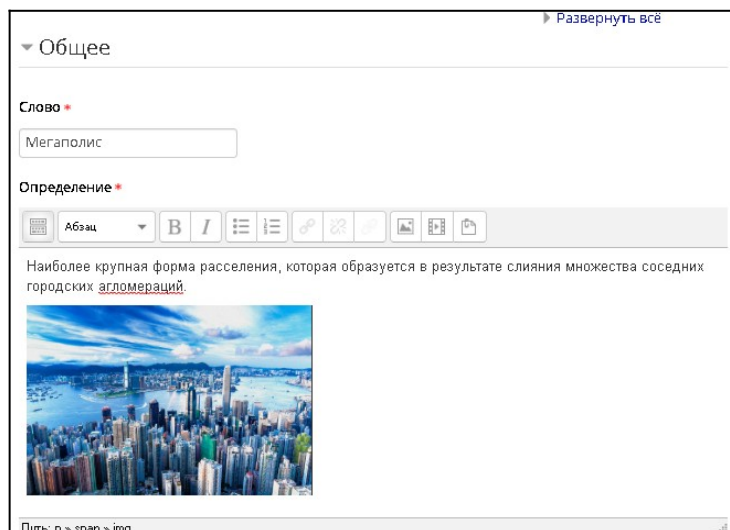 Развернуть всё
Общее
Слово *
Мегаполис
Определение *
Абзац B I
Наиболее крупная форма расселения, которая образуется в результате слияния множества соседних
городских агломераций.
Путь: p » span » img